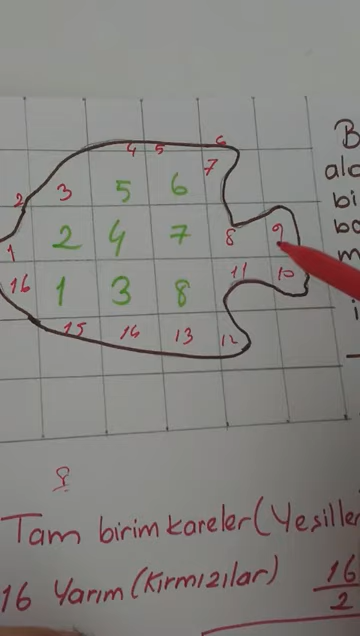 4 5 6
2 3 5 6 7
1 2 4 7 8 9
16 1 3 8 11 10
15 14 13 12
B
alo
bi
bo
m
8
Tam birim kareler (Yeşiller
16 Yarım (Kırmızılar) 16
2